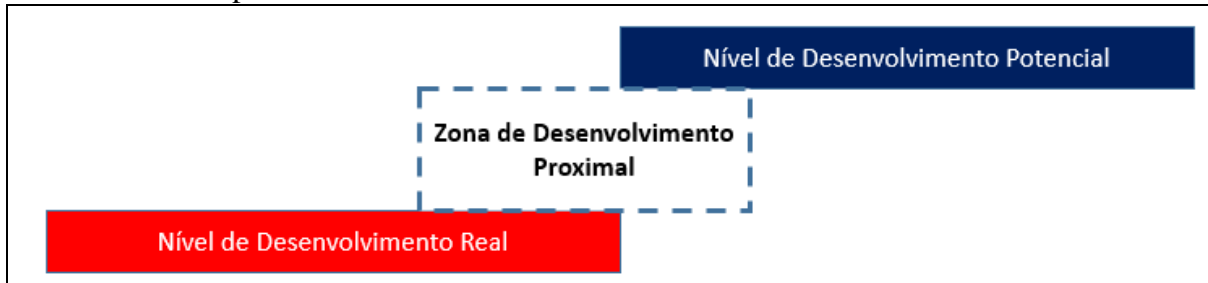 Nível de Desenvolvimento Potencial
Zona de Desenvolvimento
Proximal
Nível de Desenvolvimento Real